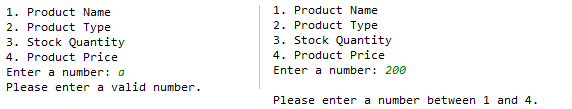 1. Product Name
2. Product Type
3. Stock Quantity
4. Product Price
Enter a number: a
Please enter a valid number.
1. Product Name
2. Product Type
3. Stock Quantity
4. Product Price
Enter a number: 200
Please enter a number between 1 and 4.